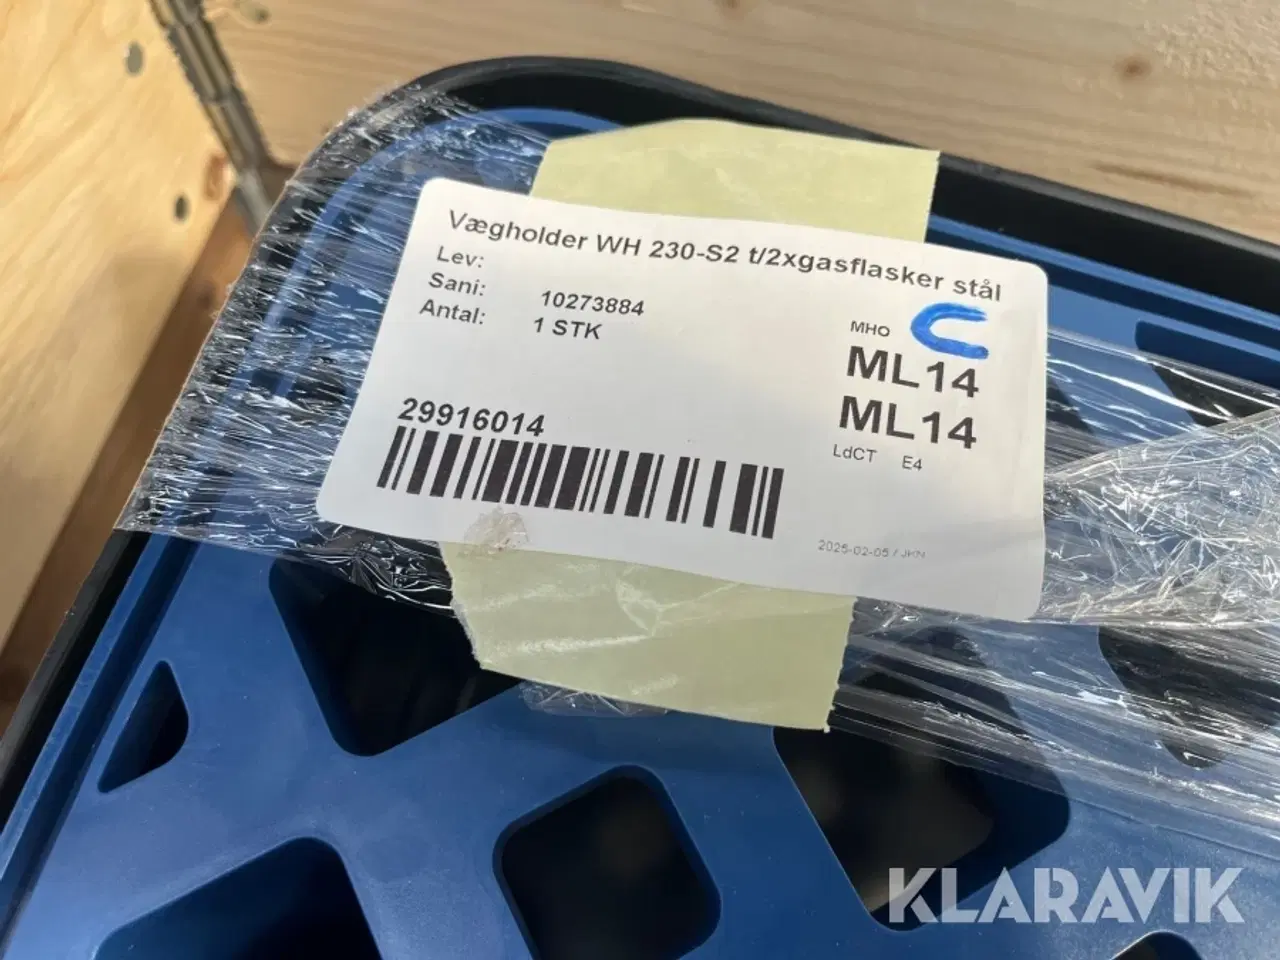 Vægholder WH 230-S2 t/2xgasflasker stål
Lev:
Sani: 10273884
Antal: 1 STK
MHO C
ML14
ML14
LdCT E4
29916014
2025-02-05 / JKN
KLARAVIK